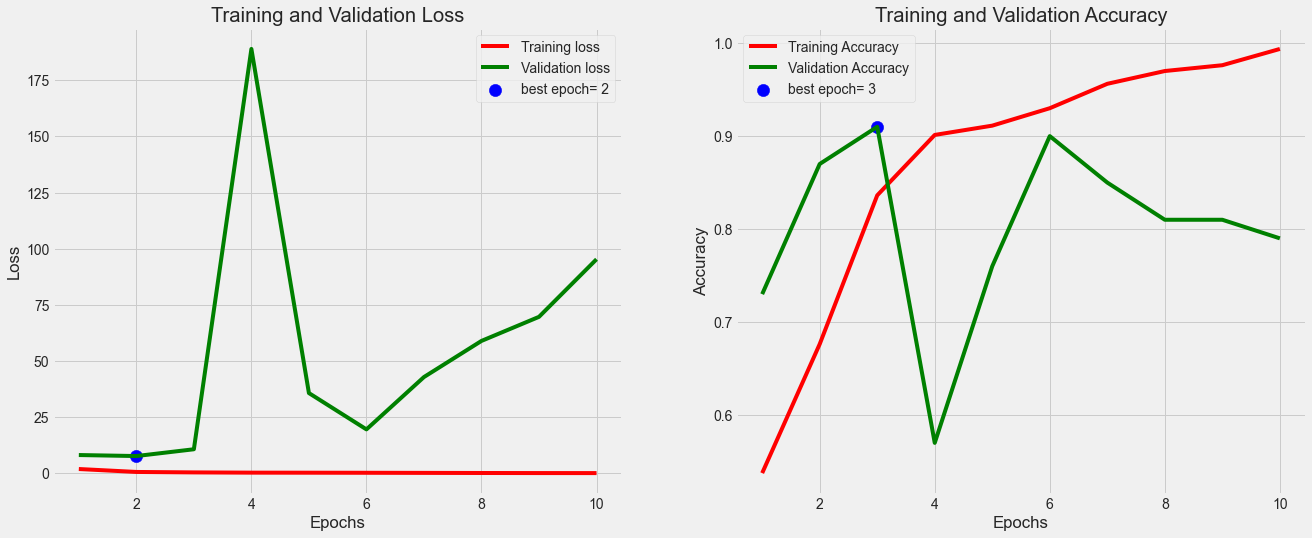 Training and Validation Loss
Training loss
Validation loss
best epoch= 2
175
150
125
100
75
50
25
0
Loss
2
4
6
8
10
Epochs
Training and Validation Accuracy
Training Accuracy
Validation Accuracy
best epoch= 3
1.0
0.9
0.8
0.7
0.6
Accuracy
2
4
6
8
10
Epochs